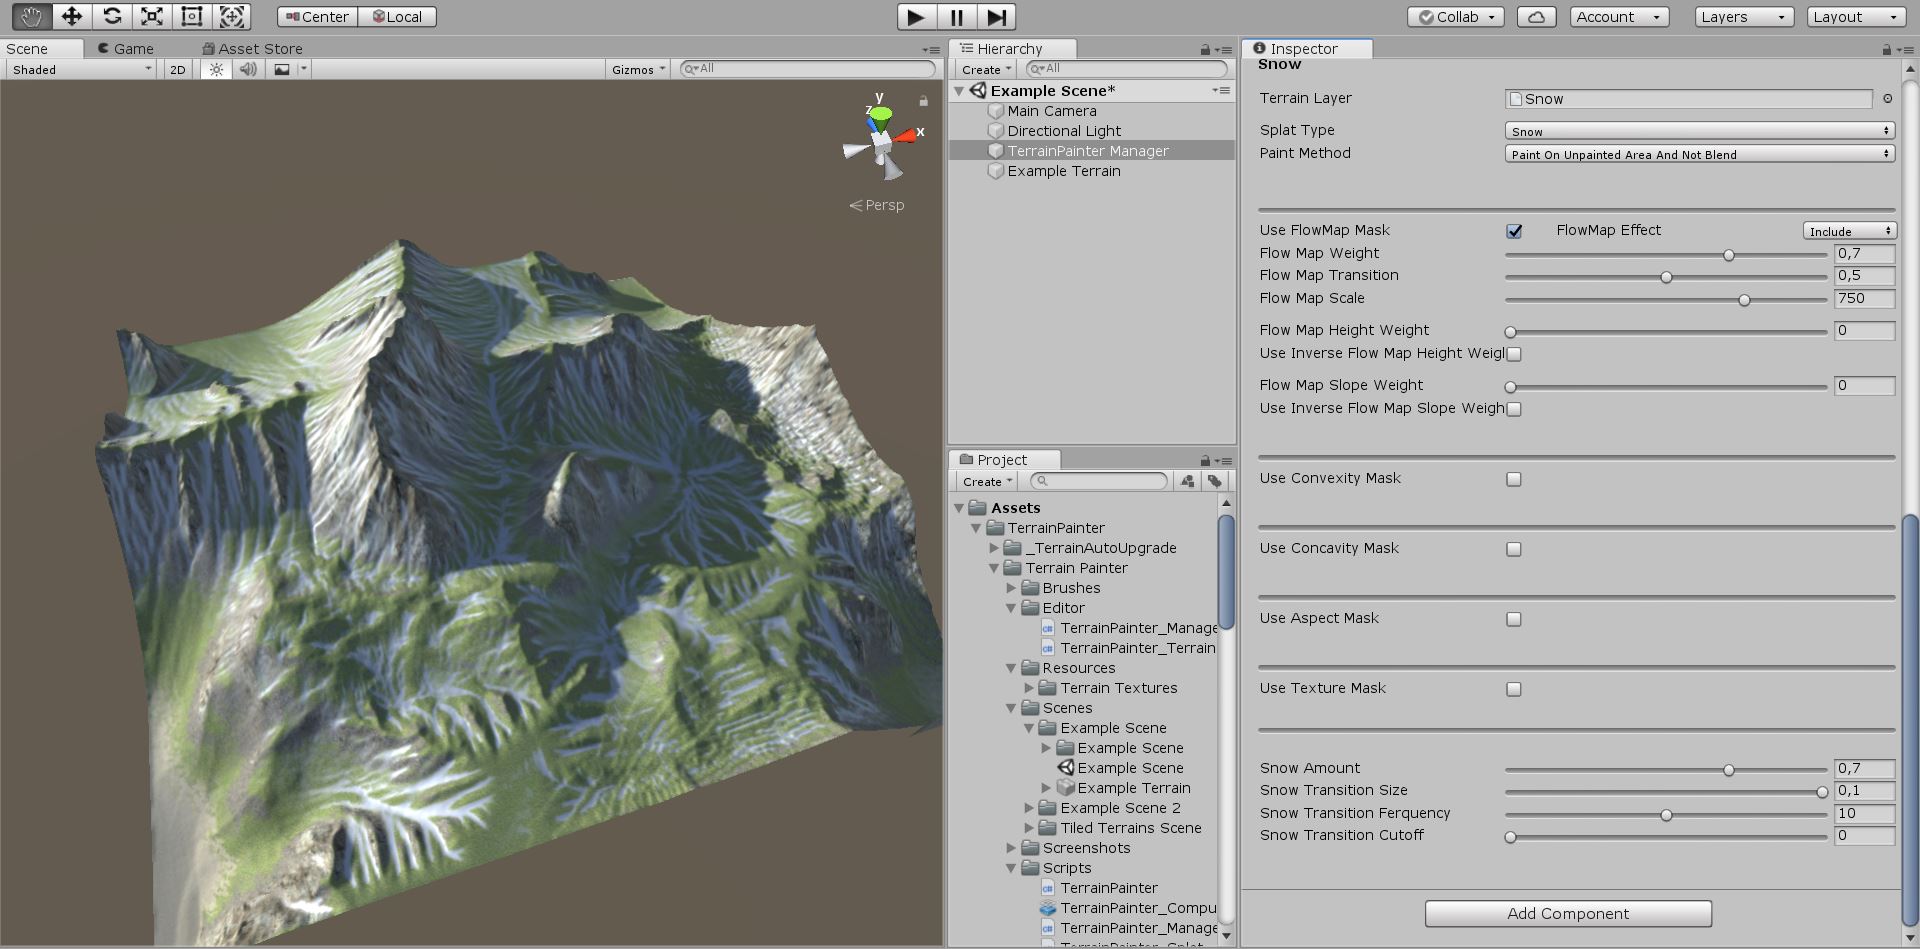 Center
Local
Collab
Account
Layers
Layout
Scene
Game
Asset Store
Shaded
2D
Gizmos
All
y
z
x
Persp
Hierarchy
Create
All
Example Scene*
Main Camera
Directional Light
TerrainPainter Manager
Example Terrain
Project
Create
Assets
TerrainPainter
_TerrainAutoUpgrade
Terrain Painter
Brushes
Editor
TerrainPainter_Manage
TerrainPainter_Terrain
Resources
Terrain Textures
Scenes
Example Scene
Example Scene
Example Scene
Example Terrain
Example Scene 2
Tiled Terrains Scene
Screenshots
Scripts
TerrainPainter
TerrainPainter_Compu
TerrainPainter_Manage
Inspector
Snow
Terrain Layer
Snow
Splat Type
Snow
Paint Method
Paint On Unpainted Area And Not Blend
Use FlowMap Mask
FlowMap Effect
Include
Flow Map Weight
0,7
Flow Map Transition
0,5
Flow Map Scale
750
Flow Map Height Weight
0
Use Inverse Flow Map Height Weigl
Flow Map Slope Weight
0
Use Inverse Flow Map Slope Weigh
Use Convexity Mask
Use Concavity Mask
Use Aspect Mask
Use Texture Mask
Snow Amount
0,7
Snow Transition Size
0,1
Snow Transition Ferquency
10
Snow Transition Cutoff
0
Add Component